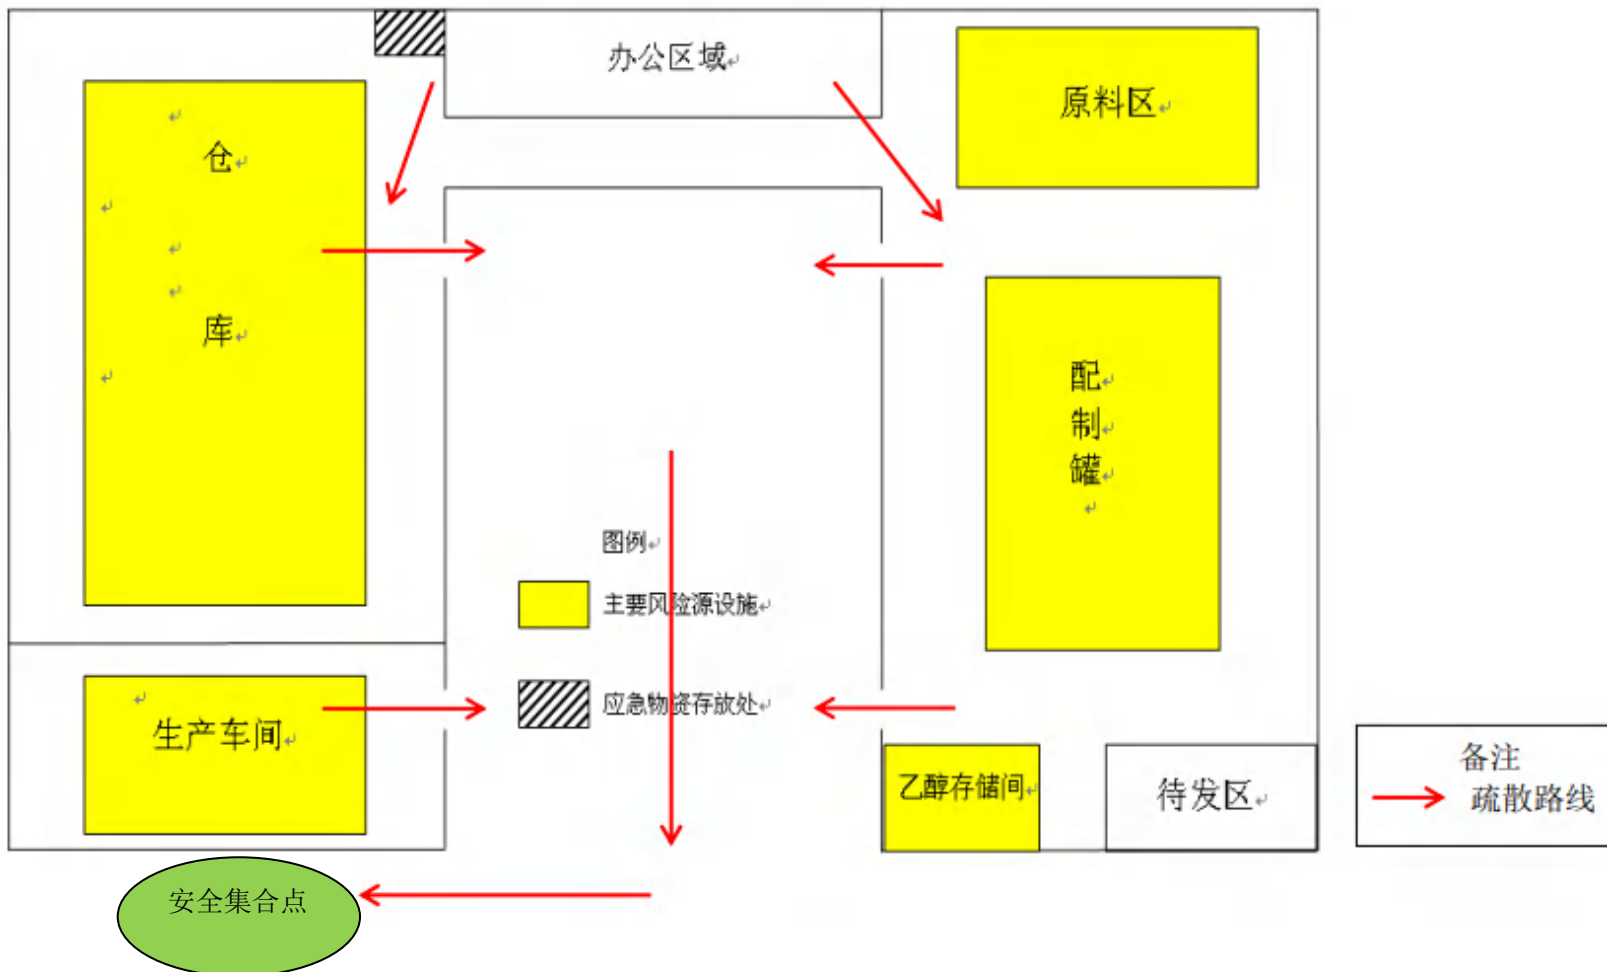 办公区域
原料区
仓
库
配
制
罐
图例
主要风险源设施
应急物资存放处
生产车间
乙醇存储间
待发区
备注
疏散路线
安全集合点